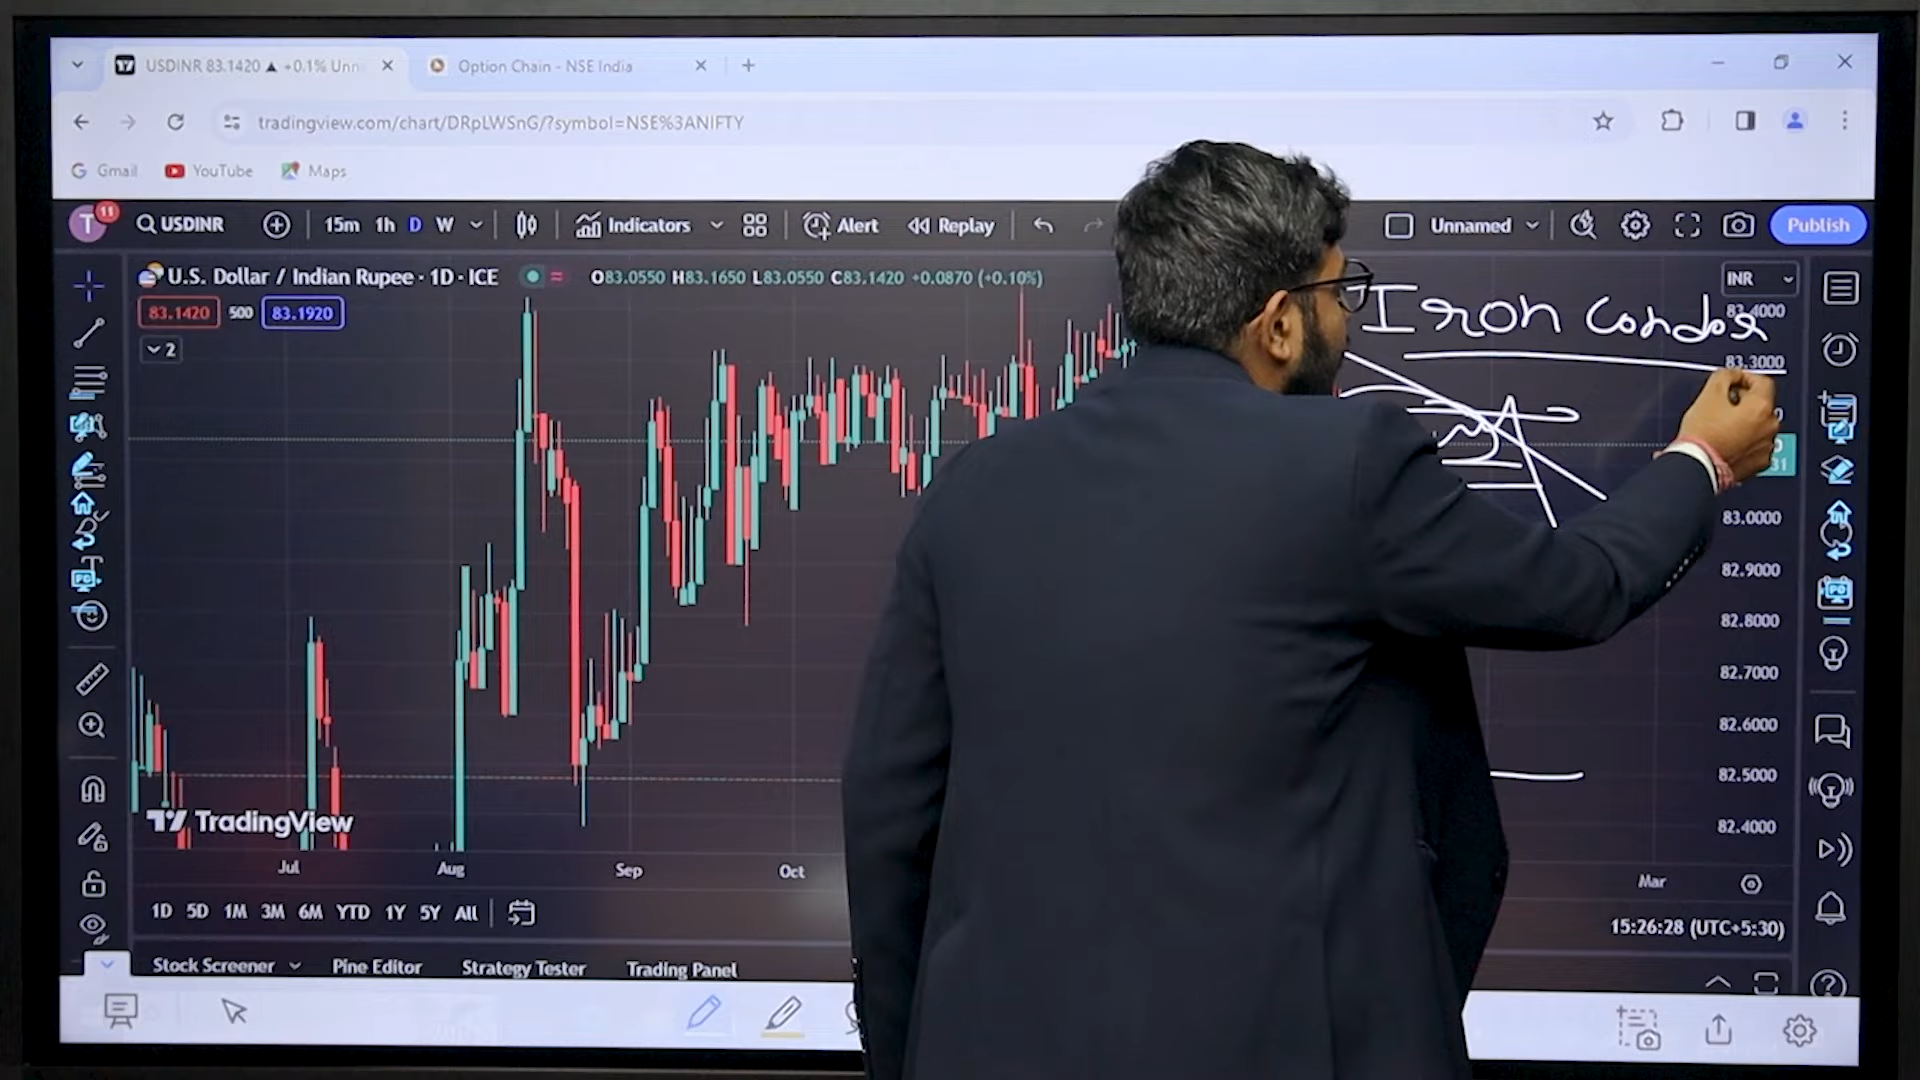 USDINR 83.1420 ▲ +0.1% Unn
Option Chain - NSE India
tradingview.com/chart/DRpLWSnG/?symbol=NSE%3ANIFTY
Gmail YouTube Maps
T 11 USDINR 15m 1h D W Indicators Alert Replay Unnamed Publish
U.S. Dollar / Indian Rupee · 1D · ICE O83.0550 H83.1650 L83.0550 C83.1420 +0.0870 (+0.10%) INR
83.1420 500 83.1920
2
Iron Condor
83.4000
83.3000
31
83.0000
82.9000
82.8000
82.7000
82.6000
82.5000
82.4000
TradingView
Jul Aug Sep Oct Mar
1D 5D 1M 3M 6M YTD 1Y 5Y All 15:26:28 (UTC+5:30)
Stock Screener Pine Editor Strategy Tester Trading Panel